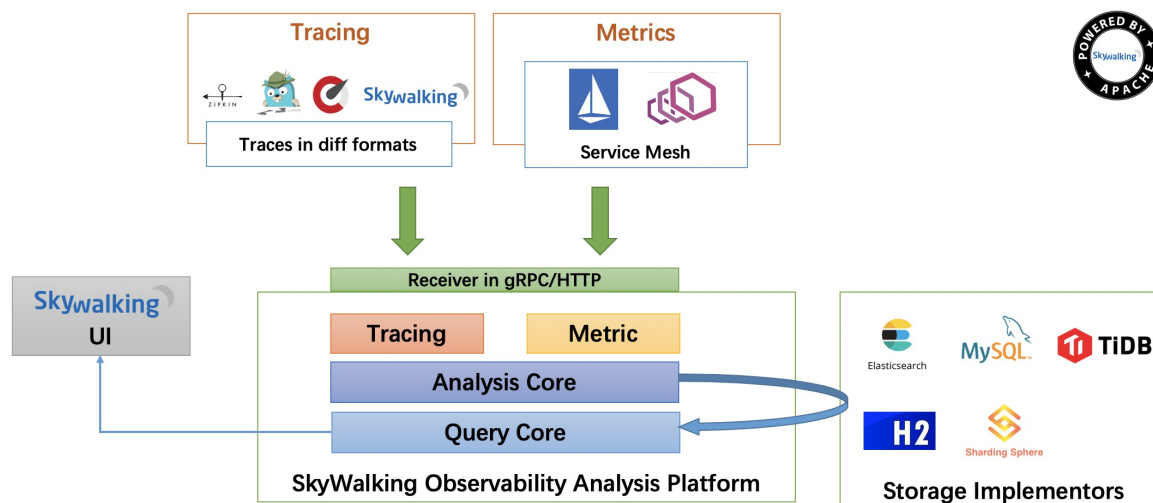 Tracing
ZIPKIN
Skywalking
Traces in diff formats
Metrics
Service Mesh
POWERED BY
Skywalking
APACHE
Receiver in gRPC/HTTP
Skywalking
UI
Tracing
Metric
Analysis Core
Query Core
SkyWalking Observability Analysis Platform
Elasticsearch
MySQL™
TiDB
H2
Sharding Sphere
Storage Implementors